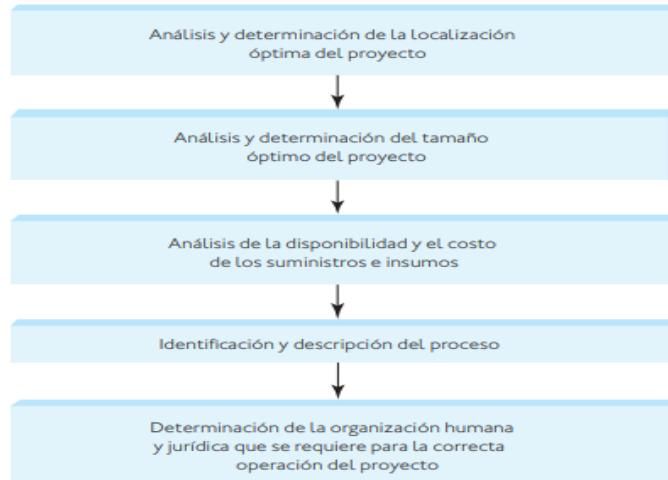 Análisis y determinación de la localización
óptima del proyecto
Análisis y determinación del tamaño
óptimo del proyecto
Análisis de la disponibilidad y el costo
de los suministros e insumos
Identificación y descripción del proceso
Determinación de la organización humana
y jurídica que se requiere para la correcta
operación del proyecto